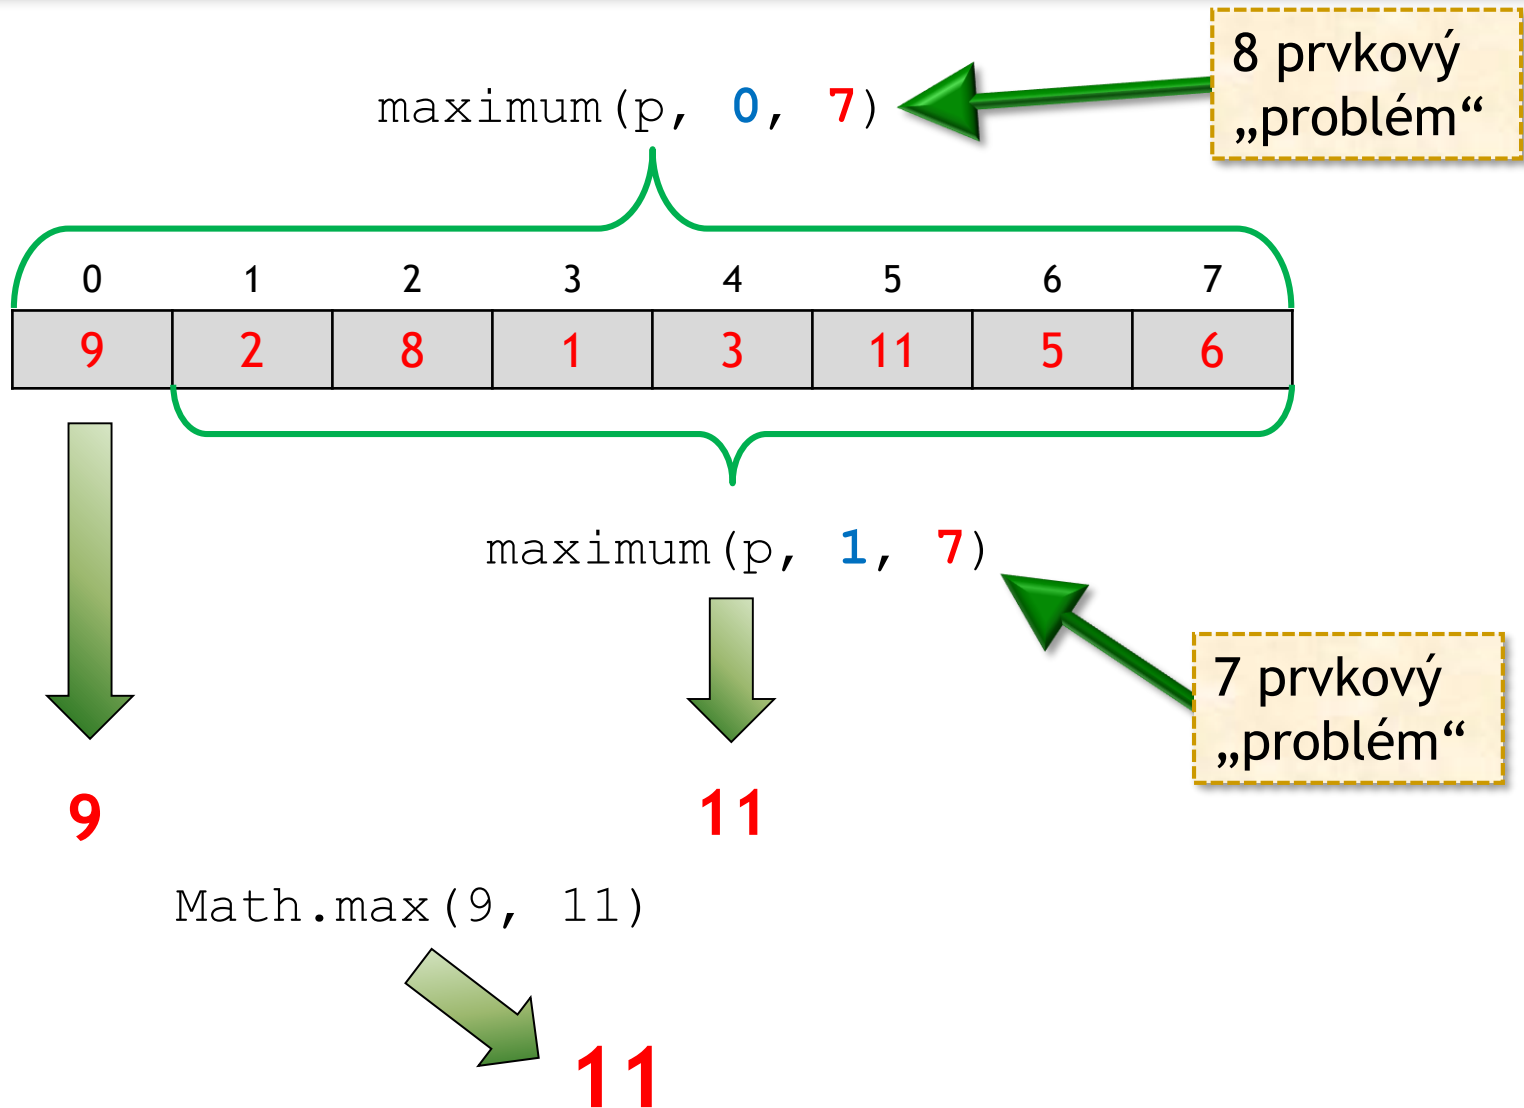 8 prvkový
„problém“
maximum(p, 0, 7)
0 1 2 3 4 5 6 7
9 2 8 1 3 11 5 6
maximum(p, 1, 7)
7 prvkový
„problém“
9 11
Math.max(9, 11)
11